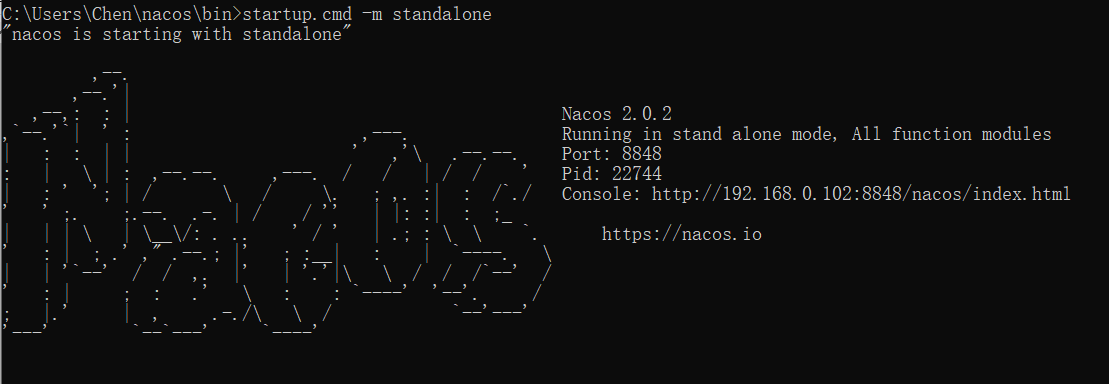 C:\Users\Chen\nacos\bin>startup.cmd -m standalone
"nacos is starting with standalone"
Nacos 2.0.2
Running in stand alone mode, All function modules
Port: 8848
Pid: 22744
Console: http://192.168.0.102:8848/nacos/index.html
https://nacos.io